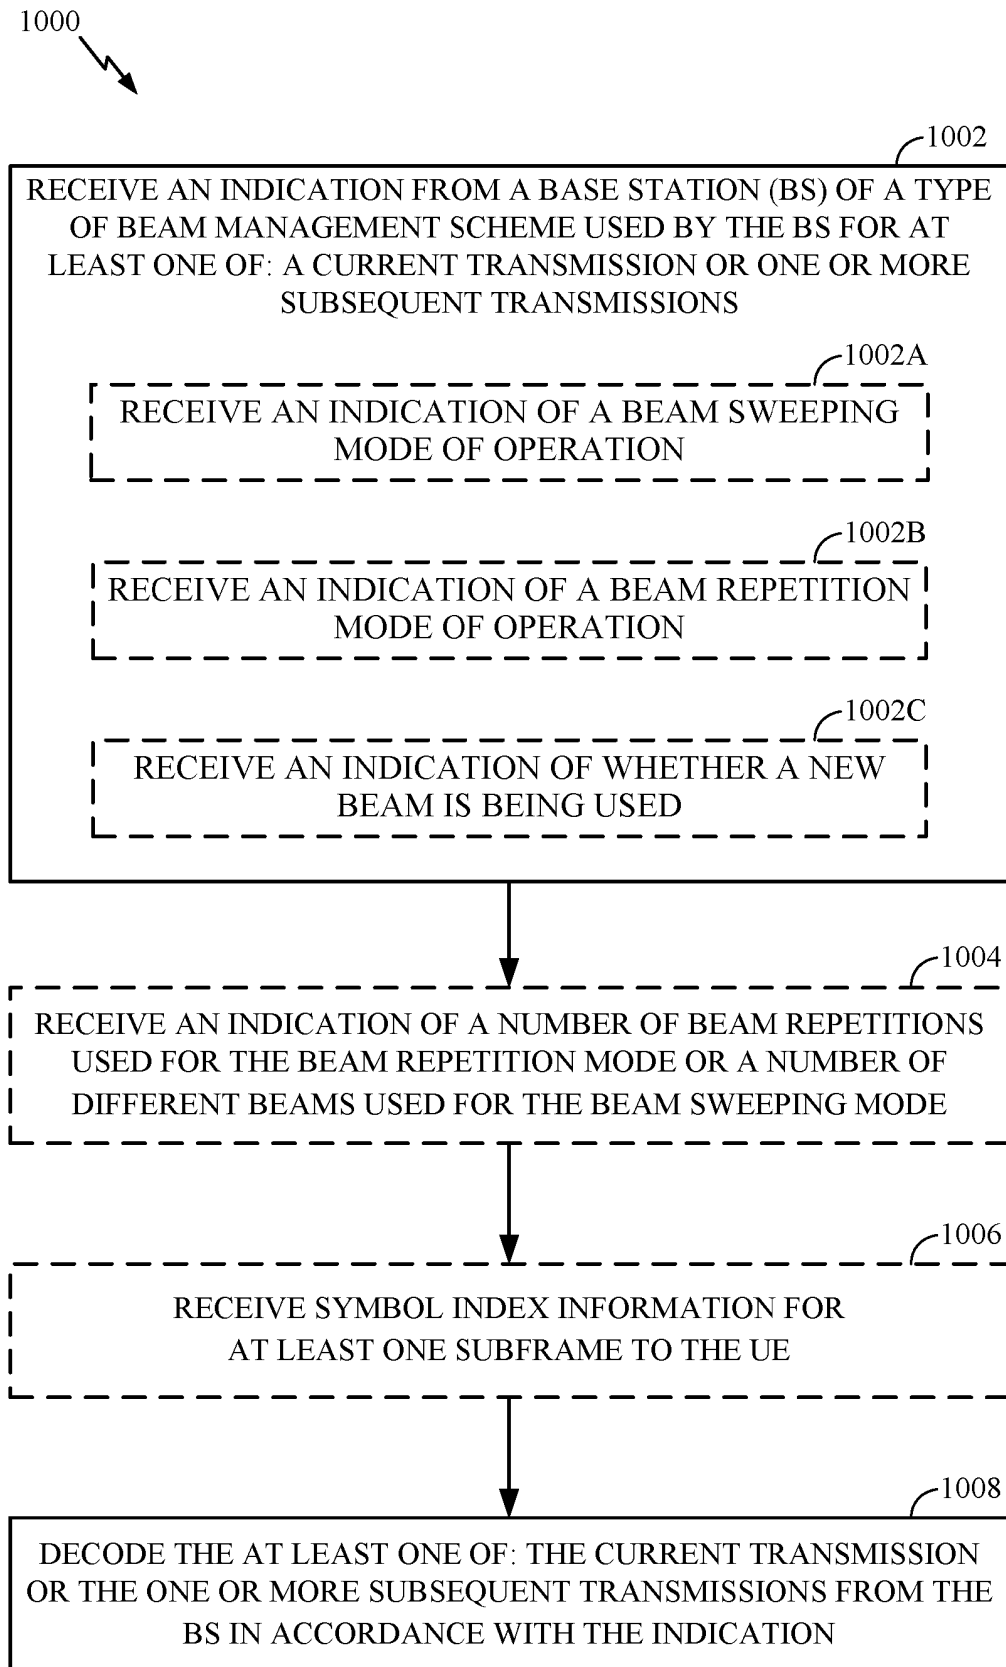 1000
1002
RECEIVE AN INDICATION FROM A BASE STATION (BS) OF A TYPE
OF BEAM MANAGEMENT SCHEME USED BY THE BS FOR AT
LEAST ONE OF: A CURRENT TRANSMISSION OR ONE OR MORE
SUBSEQUENT TRANSMISSIONS
1002A
RECEIVE AN INDICATION OF A BEAM SWEEPING
MODE OF OPERATION
1002B
RECEIVE AN INDICATION OF A BEAM REPETITION
MODE OF OPERATION
1002C
RECEIVE AN INDICATION OF WHETHER A NEW
BEAM IS BEING USED
1004
RECEIVE AN INDICATION OF A NUMBER OF BEAM REPETITIONS
USED FOR THE BEAM REPETITION MODE OR A NUMBER OF
DIFFERENT BEAMS USED FOR THE BEAM SWEEPING MODE
1006
RECEIVE SYMBOL INDEX INFORMATION FOR
AT LEAST ONE SUBFRAME TO THE UE
1008
DECODE THE AT LEAST ONE OF: THE CURRENT TRANSMISSION
OR THE ONE OR MORE SUBSEQUENT TRANSMISSIONS FROM THE
BS IN ACCORDANCE WITH THE INDICATION